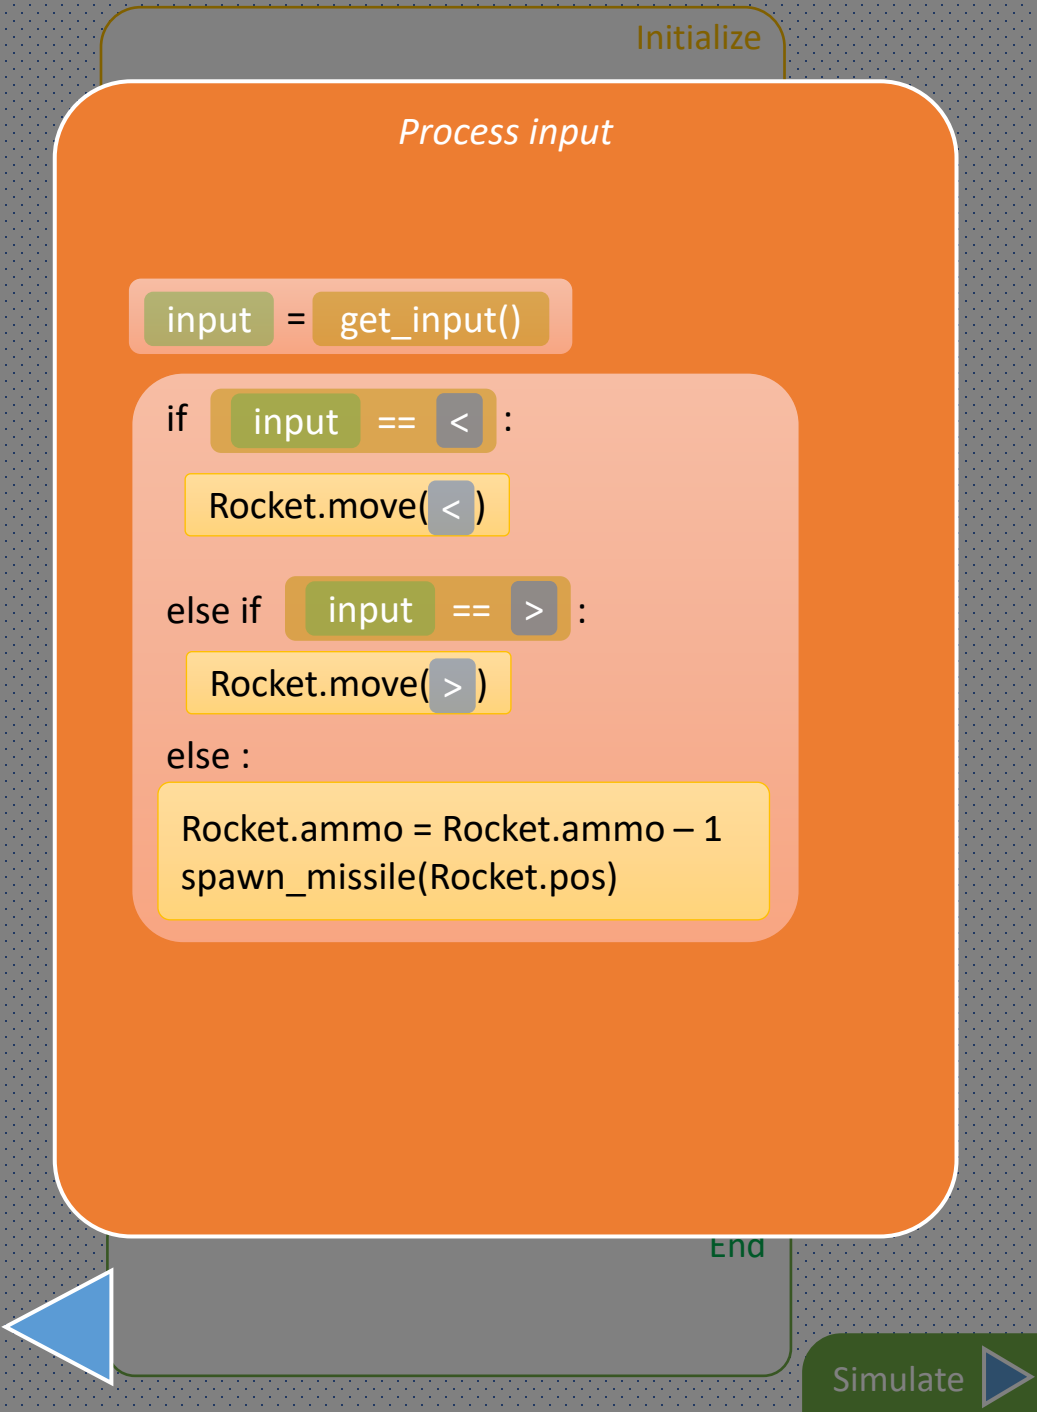 Initialize
Process input
input = get_input()
if input == < :
Rocket.move( < )
else if input == > :
Rocket.move( > )
else :
Rocket.ammo = Rocket.ammo – 1
spawn_missile(Rocket.pos)
End
Simulate